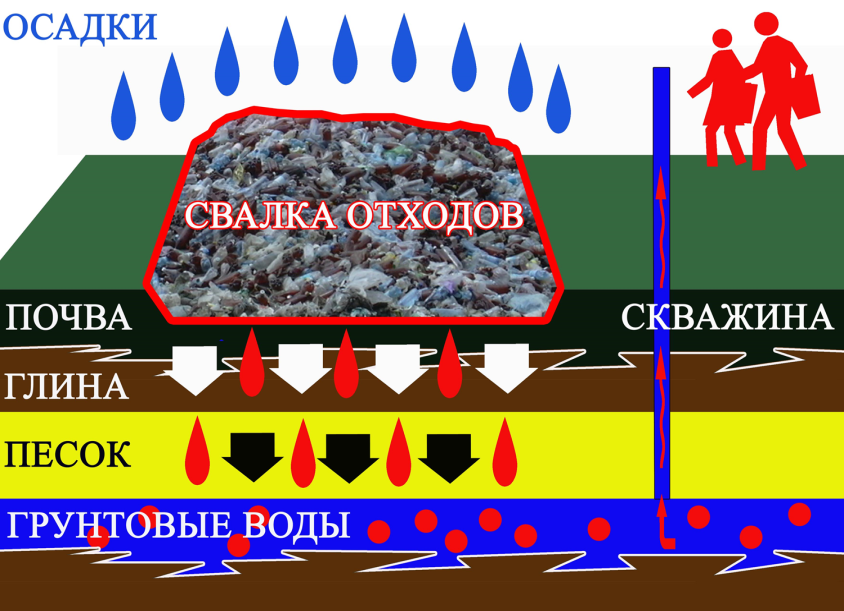 ОСАДКИ
СВАЛКА ОТХОДОВ
ПОЧВА
СКВАЖИНА
ГЛИНА
ПЕСОК
ГРУНТОВЫЕ ВОДЫ